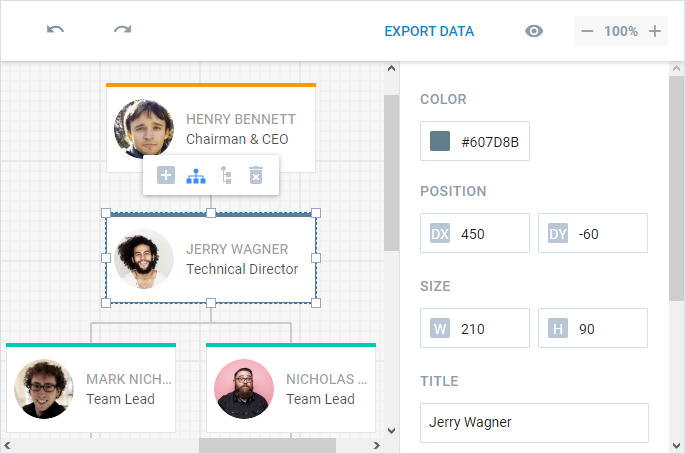 EXPORT DATA
100%
HENRY BENNETT
Chairman & CEO
JERRY WAGNER
Technical Director
MARK NICH...
Team Lead
NICHOLAS ...
Team Lead
COLOR
#607D8B
POSITION
DX 450 DY -60
SIZE
W 210 H 90
TITLE
Jerry Wagner